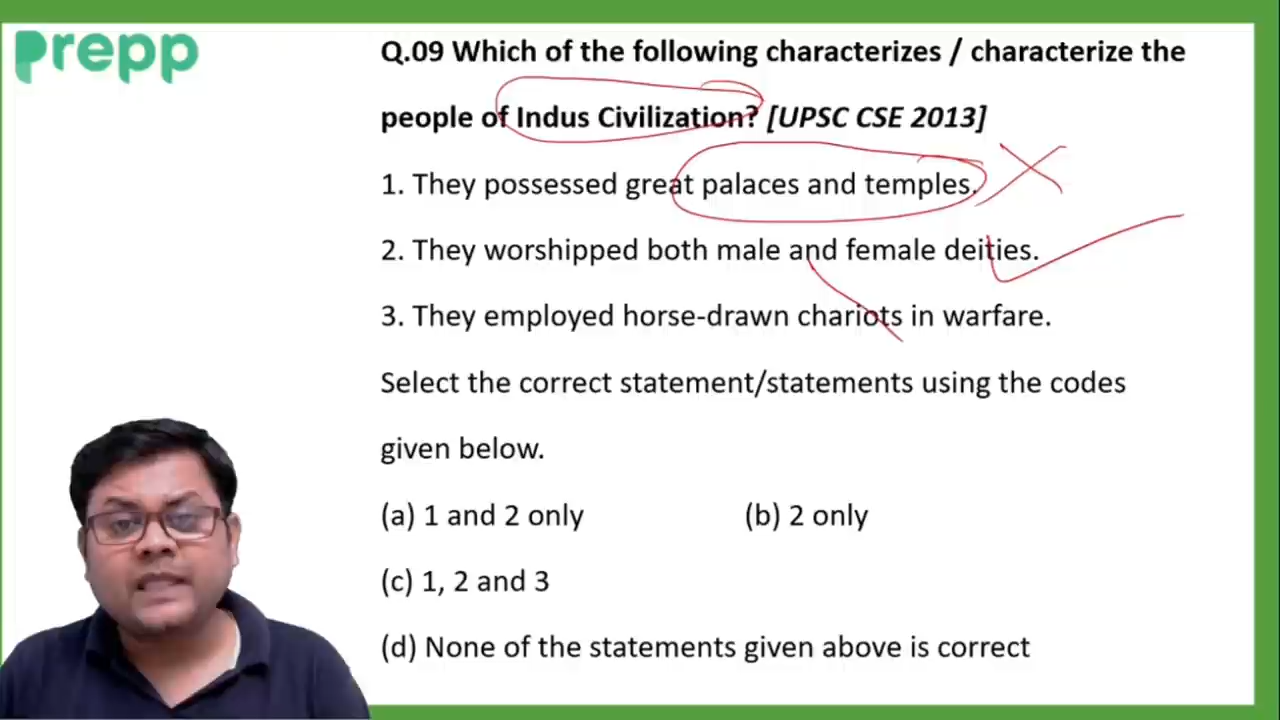 prepp
Q.09 Which of the following characterizes / characterize the
people of Indus Civilization? [UPSC CSE 2013]
1. They possessed great palaces and temples.
2. They worshipped both male and female deities.
3. They employed horse-drawn chariots in warfare.
Select the correct statement/statements using the codes
given below.
(a) 1 and 2 only (b) 2 only
(c) 1, 2 and 3
(d) None of the statements given above is correct